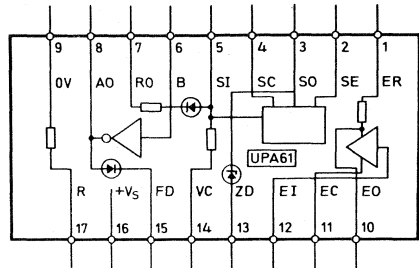 9 8 7 6 5 4 3 2 1
0V AO RO B SI SC SO SE ER
UPA61
R +VS FD VC ZD EI EC EO
17 16 15 14 13 12 11 10